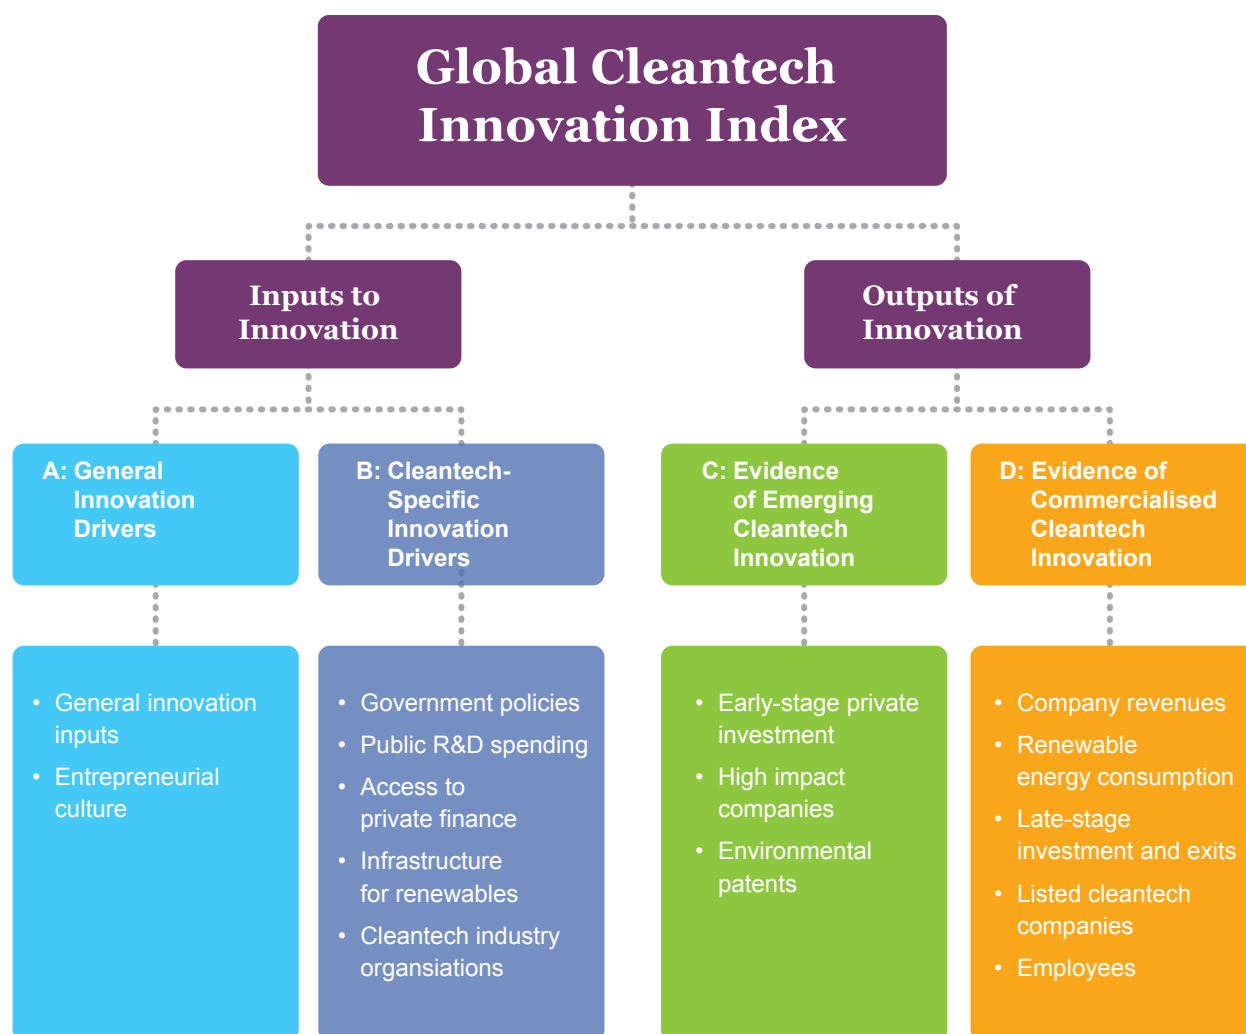 Global Cleantech
Innovation Index
Inputs to
Innovation
Outputs of
Innovation
A: General
Innovation
Drivers
B: Cleantech-
Specific
Innovation
Drivers
C: Evidence
of Emerging
Cleantech
Innovation
D: Evidence of
Commercialised
Cleantech
Innovation
• General innovation
inputs
• Entrepreneurial
culture
• Government policies
• Public R&D spending
• Access to
private finance
• Infrastructure
for renewables
• Cleantech industry
organsiations
• Early-stage private
investment
• High impact
companies
• Environmental
patents
• Company revenues
• Renewable
energy consumption
• Late-stage
investment and exits
• Listed cleantech
companies
• Employees